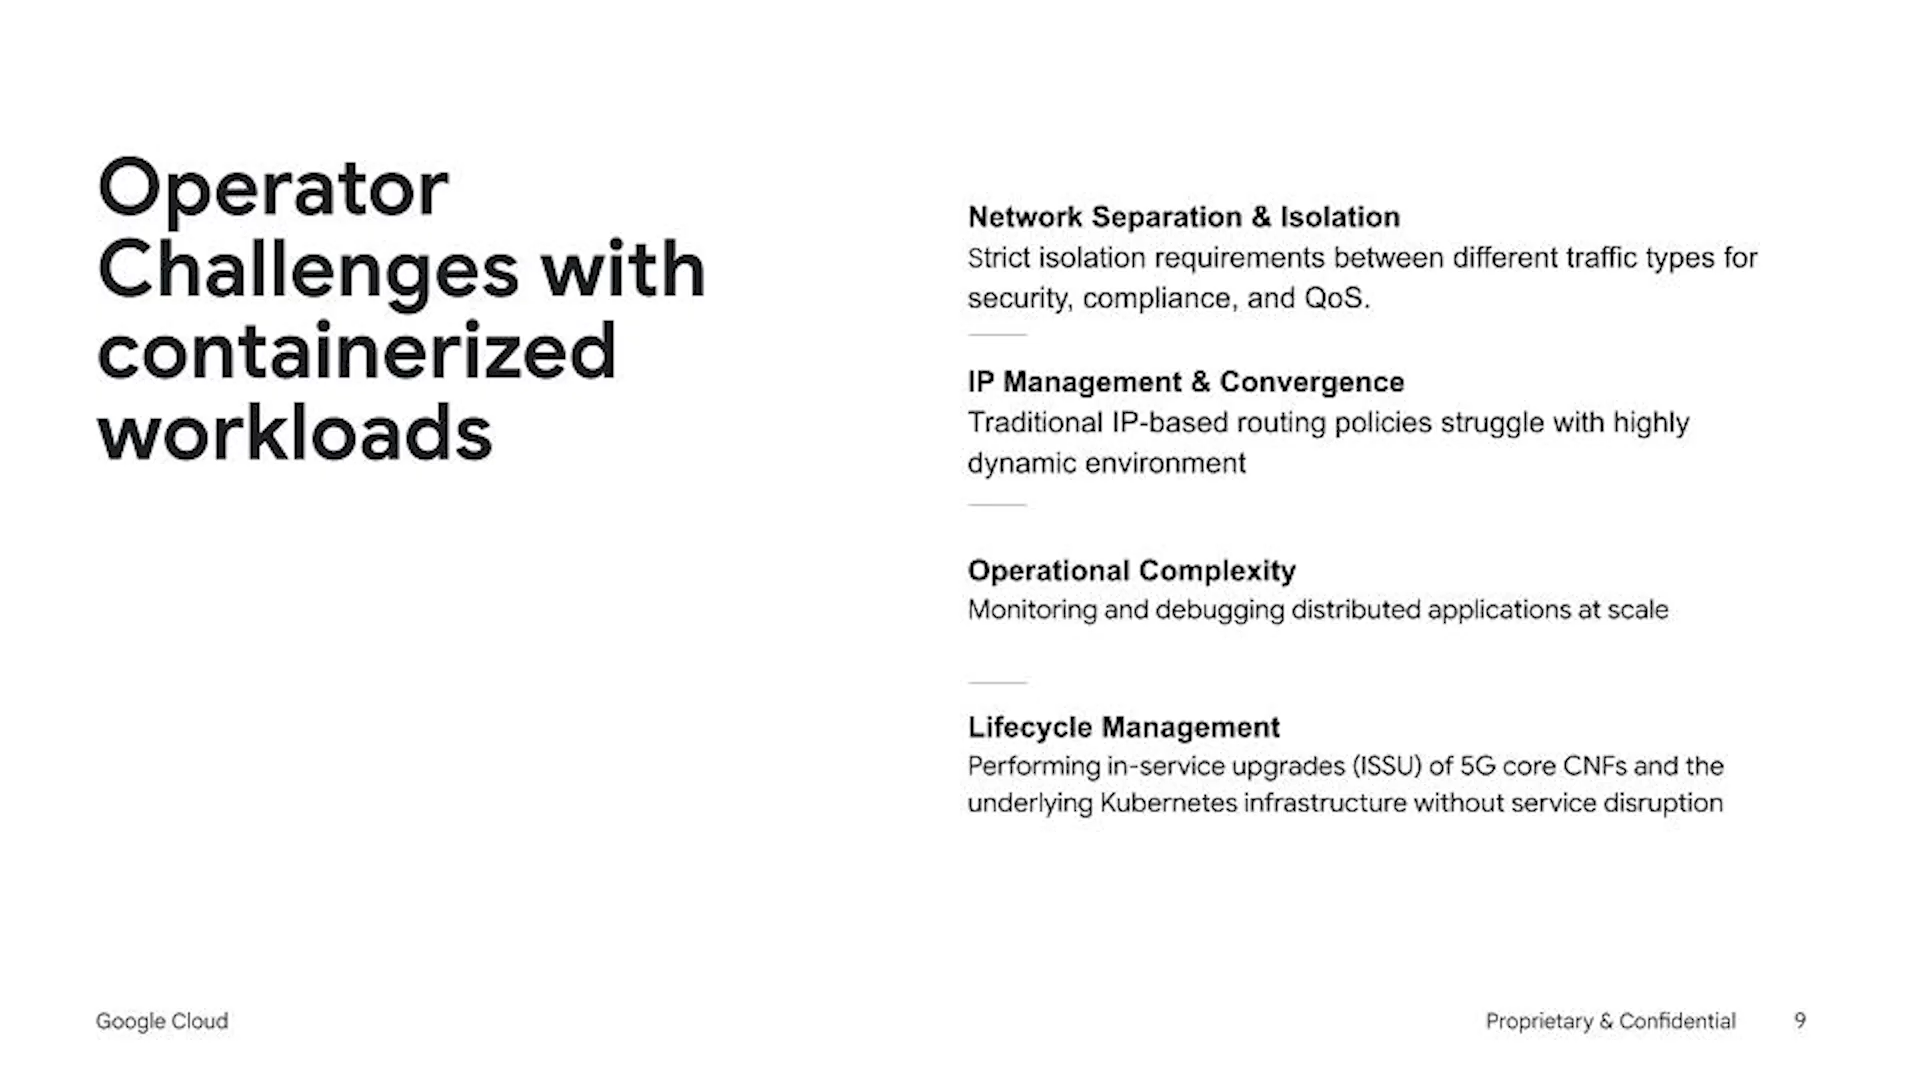 Operator
Challenges with
containerized
workloads
Network Separation & Isolation
Strict isolation requirements between different traffic types for
security, compliance, and QoS.
IP Management & Convergence
Traditional IP-based routing policies struggle with highly
dynamic environment
Operational Complexity
Monitoring and debugging distributed applications at scale
Lifecycle Management
Performing in-service upgrades (ISSU) of 5G core CNFs and the
underlying Kubernetes infrastructure without service disruption
Google Cloud
Proprietary & Confidential
9